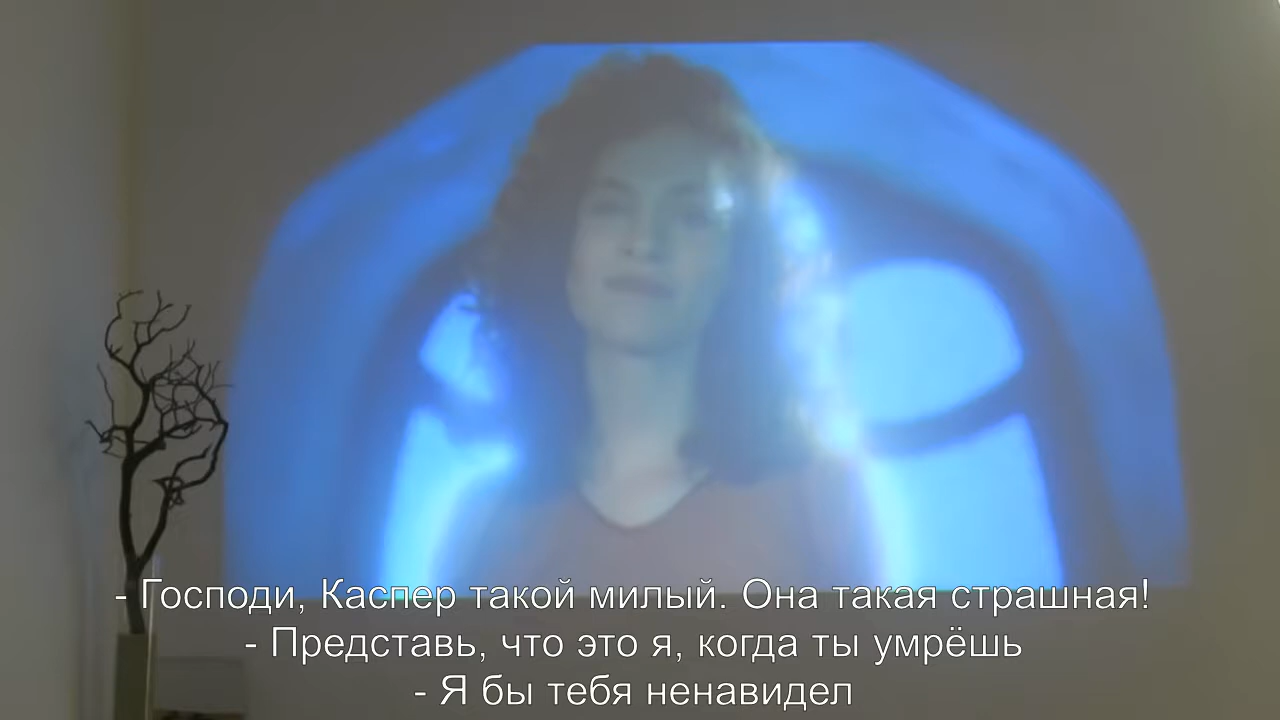 - Господи, Каспер такой милый. Она такая страшная!
- Представь, что это я, когда ты умрёшь
- Я бы тебя ненавидел